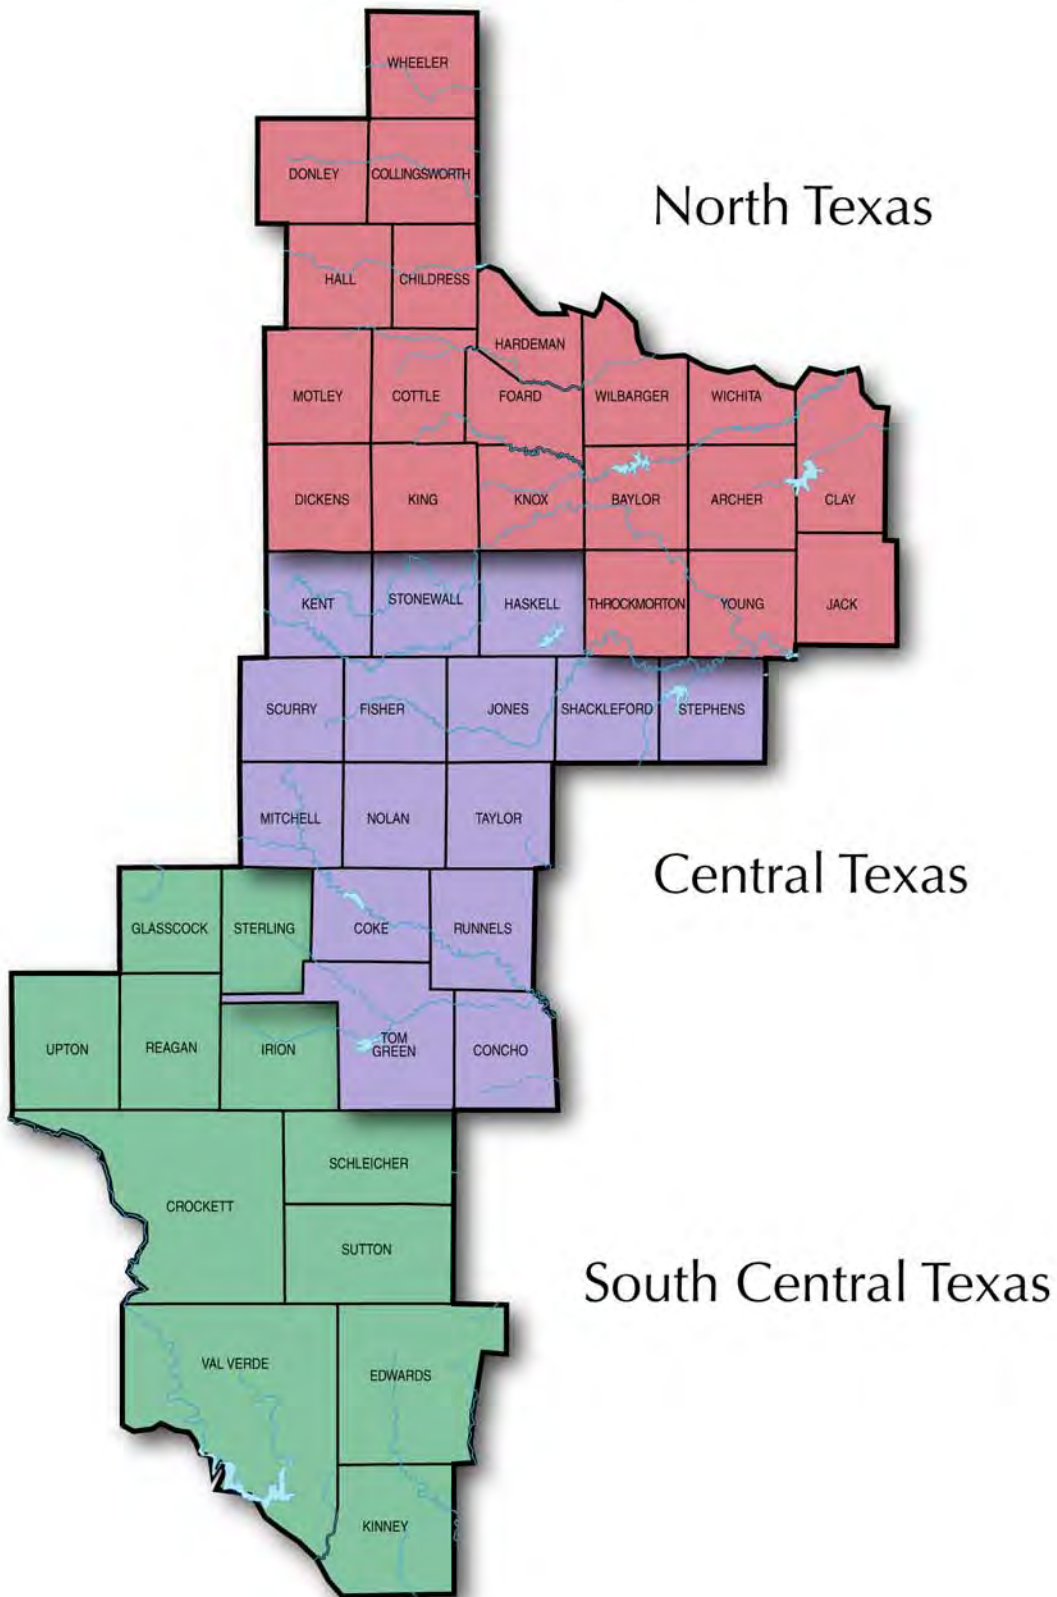 WHEELER
DONLEY
COLLINGSWORTH
North Texas
HALL
CHILDRESS
HARDEMAN
MOTLEY
COTTLE
FOARD
WILBARGER
WICHITA
DICKENS
KING
KNOX
BAYLOR
ARCHER
CLAY
KENT
STONEWALL
HASKELL
THROCKMORTON
YOUNG
JACK
SCURRY
FISHER
JONES
SHACKLEFORD
STEPHENS
MITCHELL
NOLAN
TAYLOR
Central Texas
GLASSCOCK
STERLING
COKE
RUNNELS
UPTON
REAGAN
IRION
TOM
GREEN
CONCHO
SCHLEICHER
CROCKETT
SUTTON
South Central Texas
VAL VERDE
EDWARDS
KINNEY